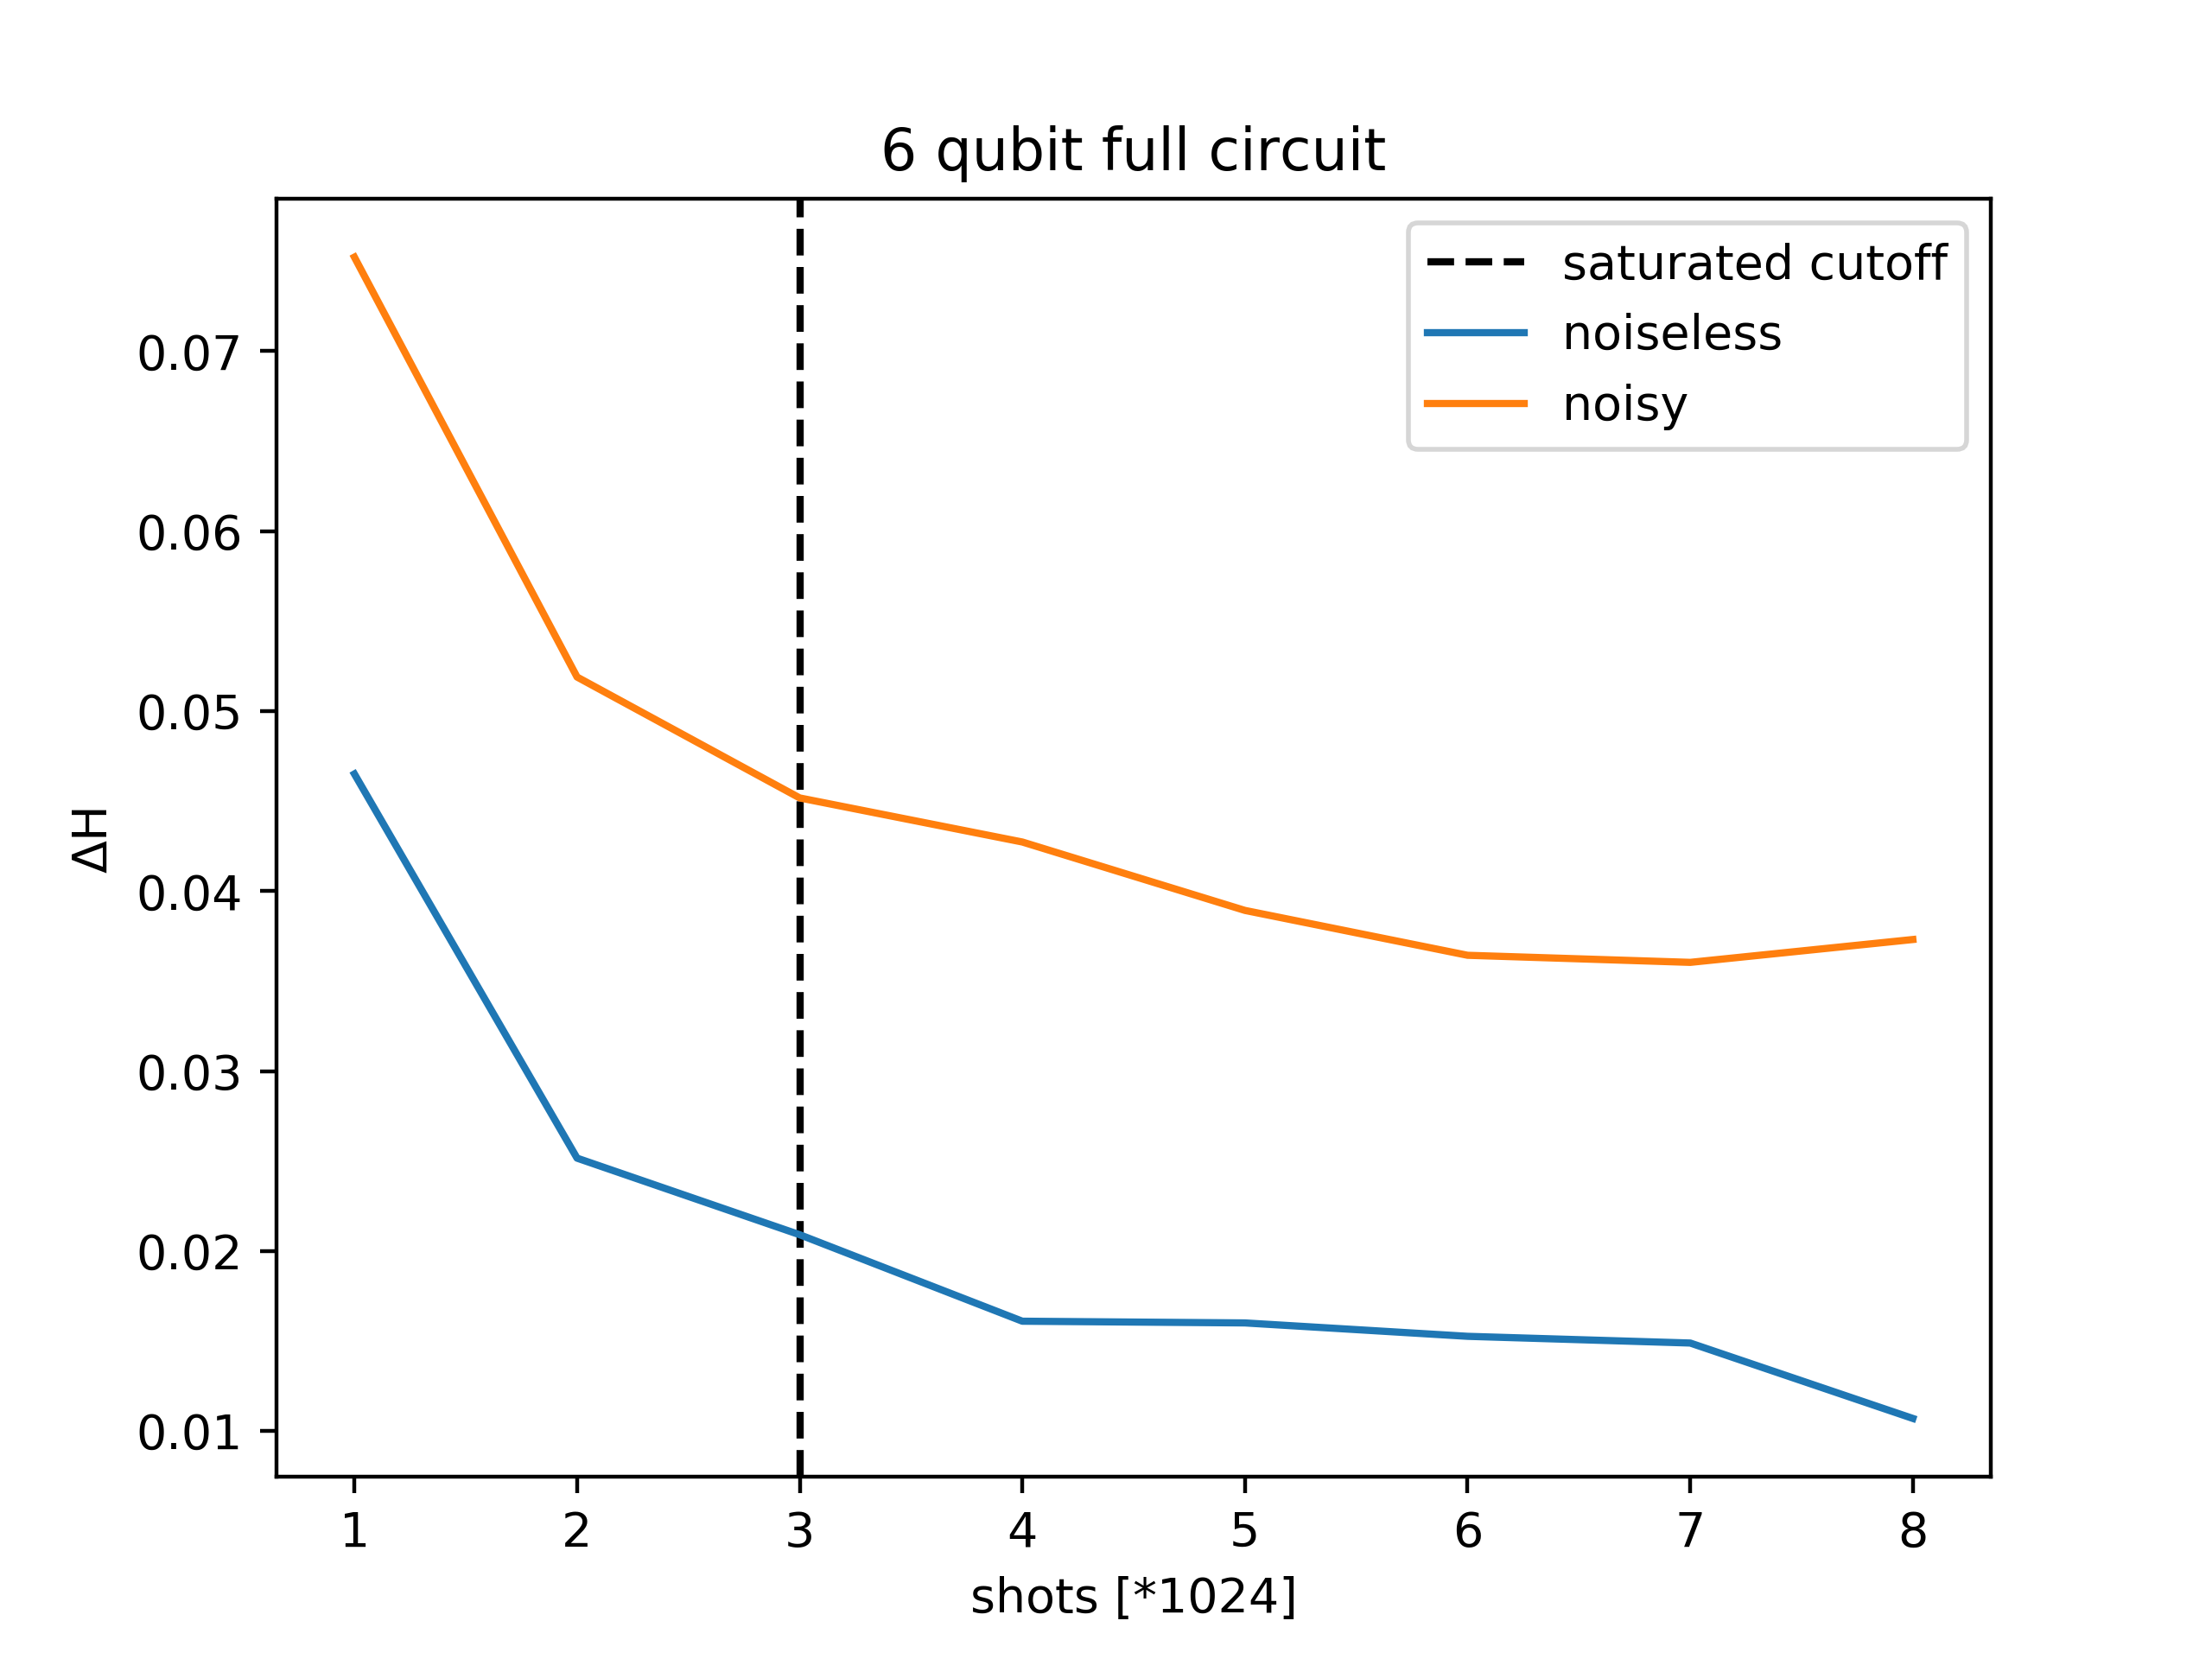 6 qubit full circuit
saturated cutoff
noiseless
noisy
0.07
0.06
0.05
0.04
0.03
0.02
0.01
ΔH
1 2 3 4 5 6 7 8
shots [*1024]